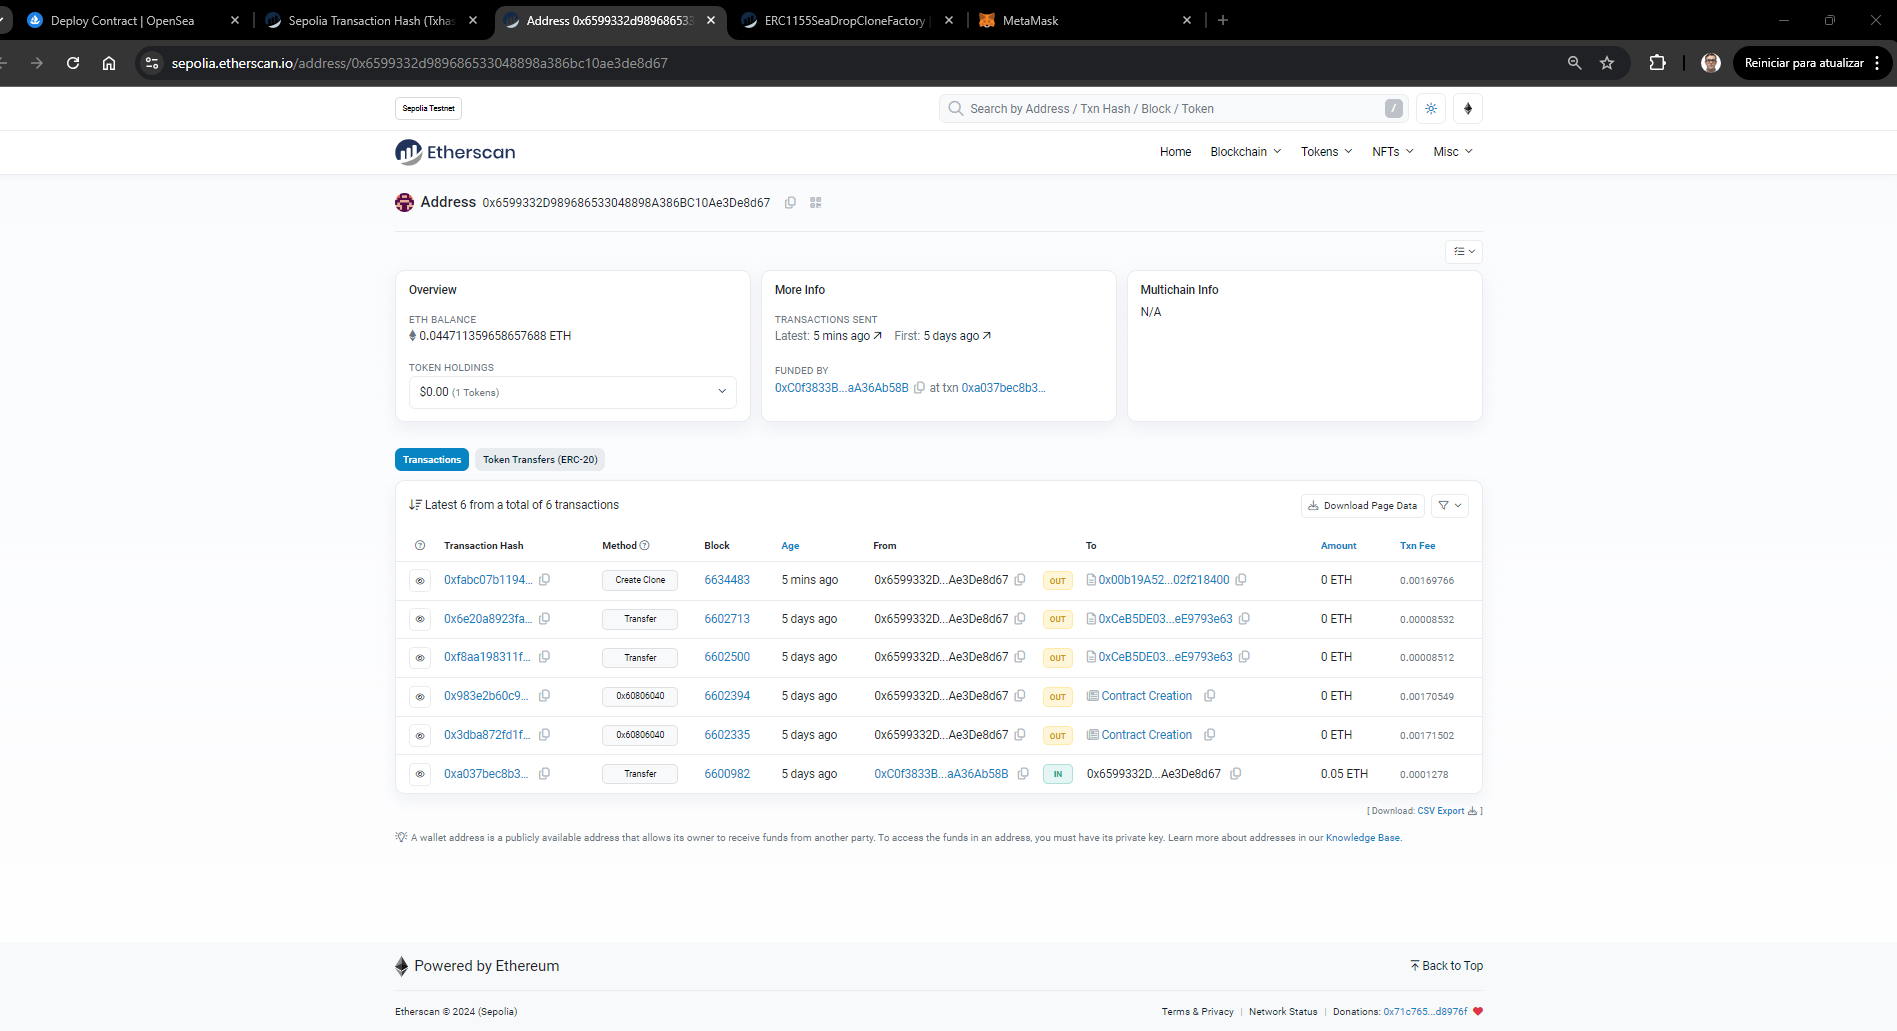 Deploy Contract | OpenSea
Sepolia Transaction Hash (Txhas
Address 0x6599332d98968653
ERC1155SeaDropCloneFactory |
MetaMask
sepolia.etherscan.io/address/0x6599332d989686533048898a386bc10ae3de8d67
Reiniciar para atualizar
Sepolia Testnet
Search by Address / Txn Hash / Block / Token
/
Etherscan
Home Blockchain Tokens NFTs Misc
Address 0x6599332D989686533048898A386BC10Ae3De8d67
Overview
ETH BALANCE
0.044711359658657688 ETH
TOKEN HOLDINGS
$0.00 (1 Tokens)
More Info
TRANSACTIONS SENT
Latest: 5 mins ago First: 5 days ago
FUNDED BY
0xC0f3833B...aA36Ab58B at txn 0xa037bec8b3...
Multichain Info
N/A
Transactions Token Transfers (ERC-20)
Latest 6 from a total of 6 transactions
Download Page Data
Transaction Hash Method Block Age From To Amount Txn Fee
0xfabc07b1194... Create Clone 6634483 5 mins ago 0x6599332D...Ae3De8d67 OUT 0x00b19A52...02f218400 0 ETH 0.00169766
0x6e20a8923fa... Transfer 6602713 5 days ago 0x6599332D...Ae3De8d67 OUT 0xCeB5DE03...eE9793e63 0 ETH 0.00008532
0xf8aa198311f... Transfer 6602500 5 days ago 0x6599332D...Ae3De8d67 OUT 0xCeB5DE03...eE9793e63 0 ETH 0.00008512
0x983e2b60c9... 0x60806040 6602394 5 days ago 0x6599332D...Ae3De8d67 OUT Contract Creation 0 ETH 0.00170549
0x3dba872fd1f... 0x60806040 6602335 5 days ago 0x6599332D...Ae3De8d67 OUT Contract Creation 0 ETH 0.00171502
0xa037bec8b3... Transfer 6600982 5 days ago 0xC0f3833B...aA36Ab58B IN 0x6599332D...Ae3De8d67 0.05 ETH 0.0001278
[ Download: CSV Export ]
A wallet address is a publicly available address that allows its owner to receive funds from another party. To access the funds in an address, you must have its private key. Learn more about addresses in our Knowledge Base.
Powered by Ethereum
Back to Top
Etherscan © 2024 (Sepolia)
Terms & Privacy | Network Status | Donations: 0x71c765...d8976f